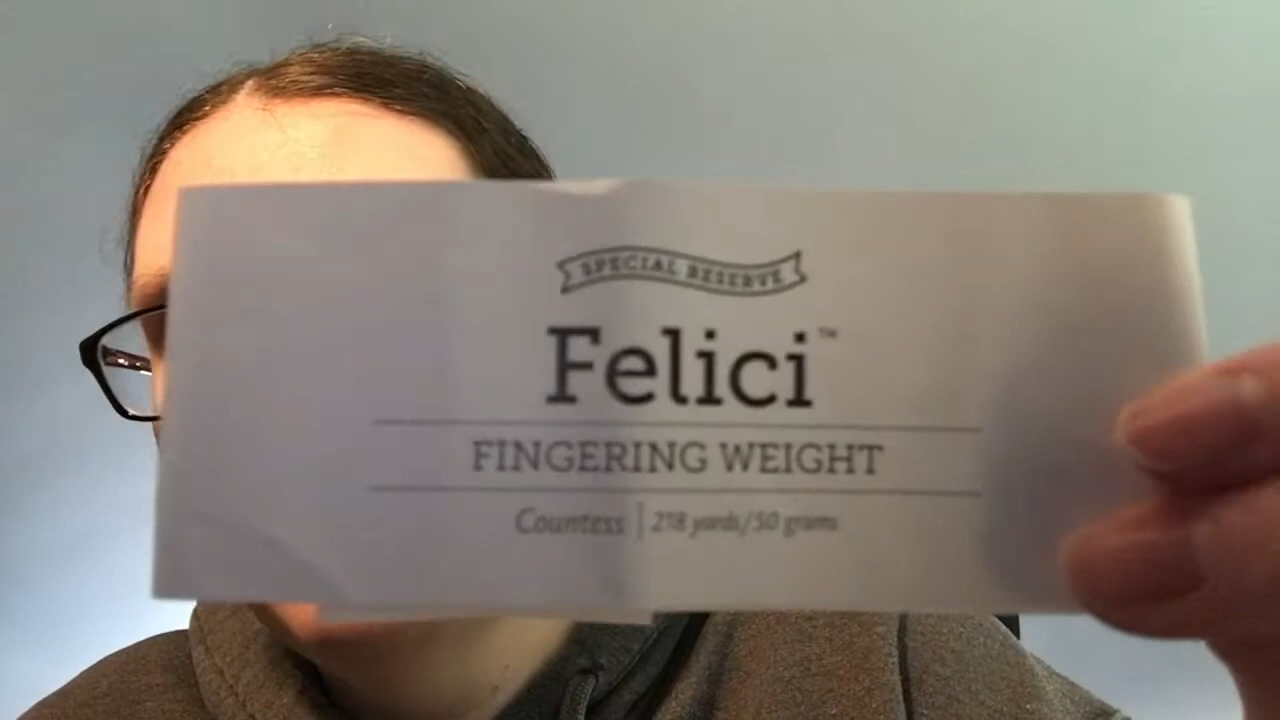 SPECIAL RESERVE
Felici™
FINGERING WEIGHT
Countess | 218 yards/50 grams